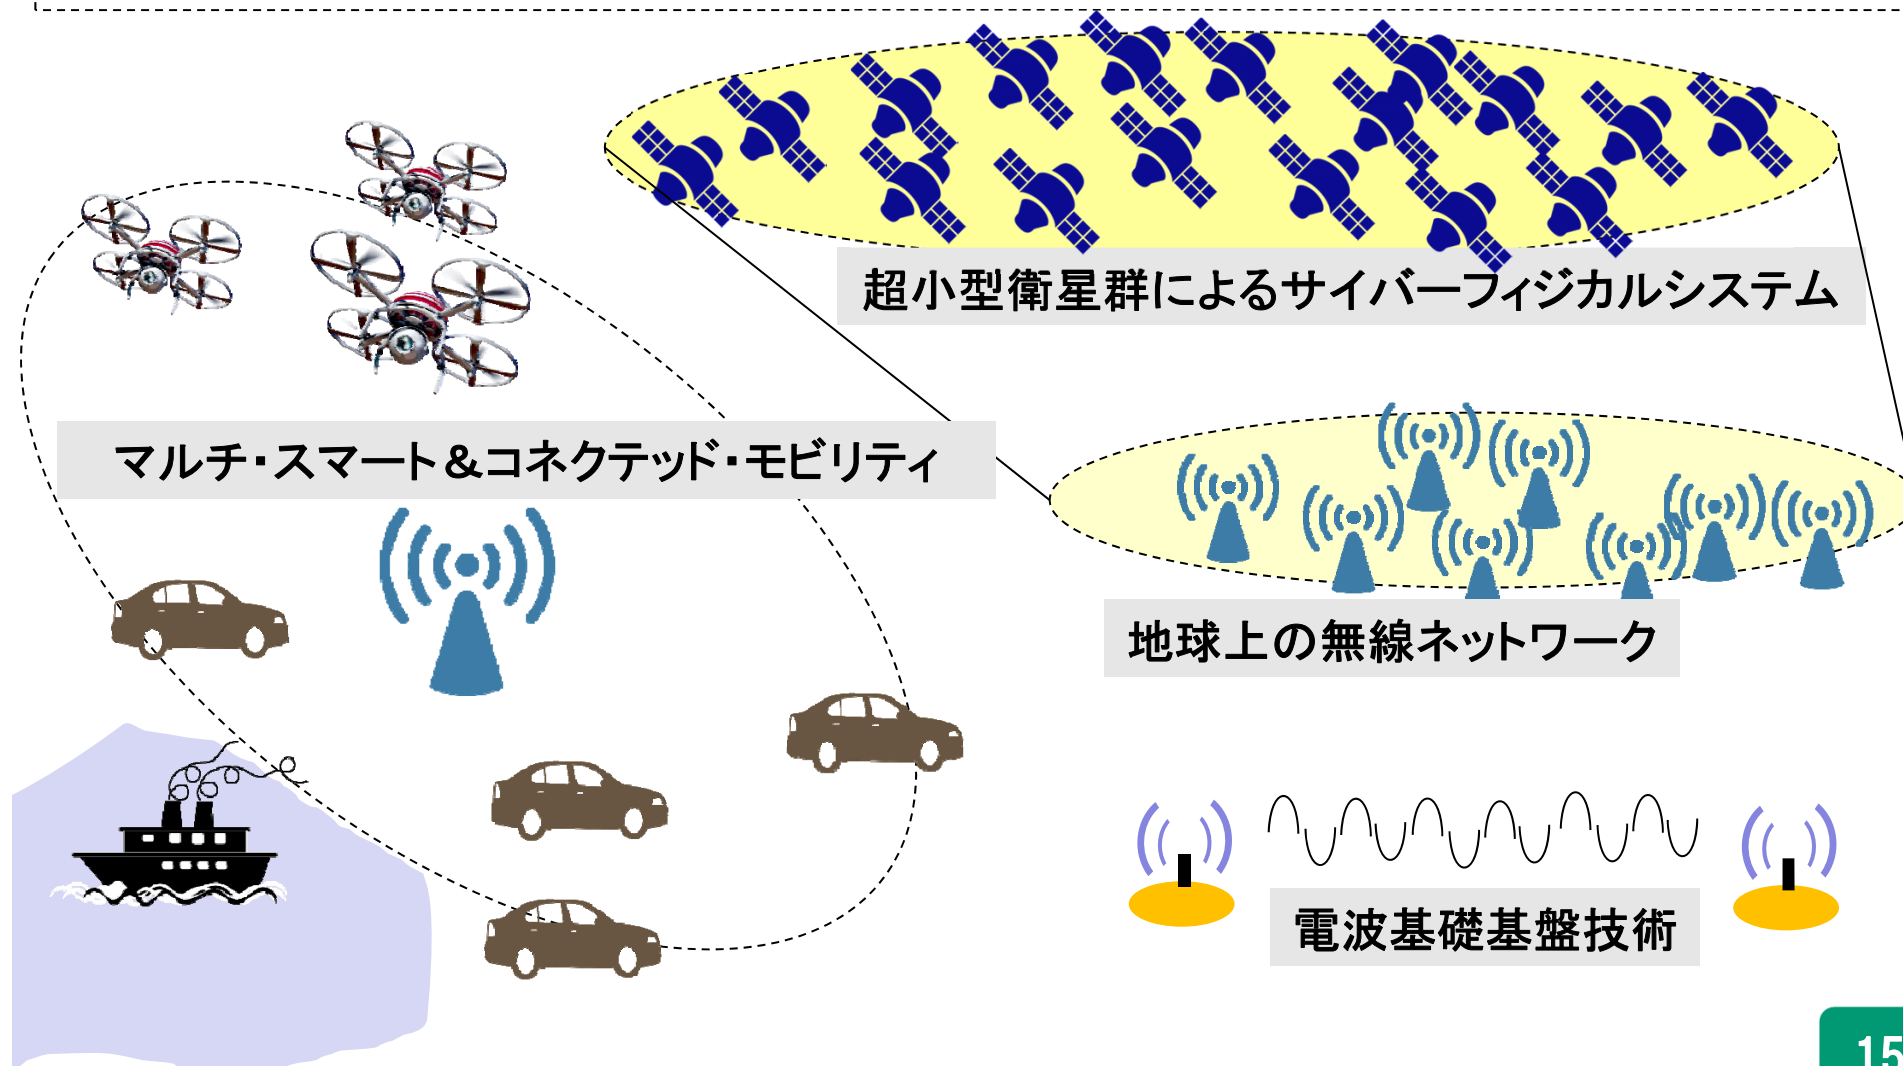 超小型衛星群によるサイバーフィジカルシステム
マルチ・スマート＆コネクテッド・モビリティ
地球上の無線ネットワーク
電波基礎基盤技術
15